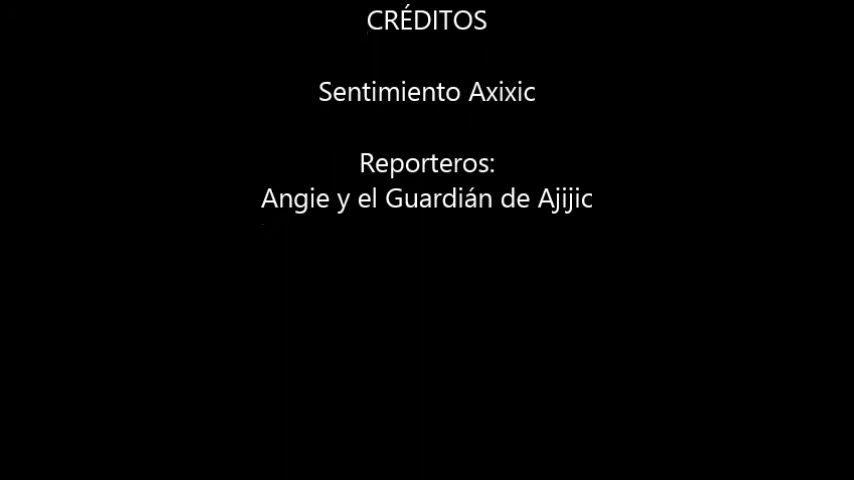 CRÉDITOS
Sentimiento Axixic
Reporteros:
Angie y el Guardián de Ajijic